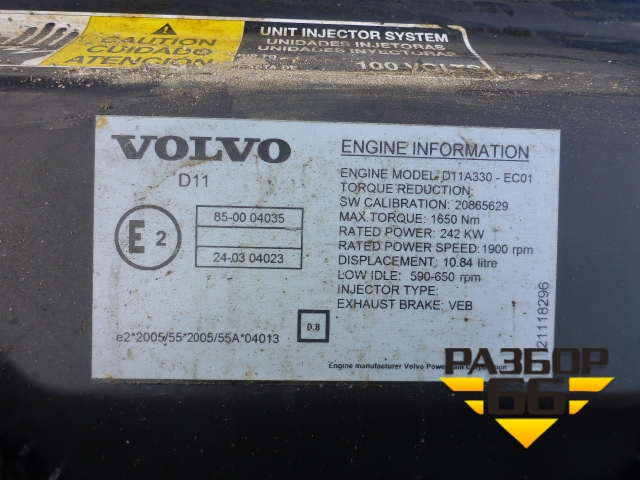 CAUTION
CUIDADO
ATENCION
UNIT INJECTOR SYSTEM
UNIDADES INJETORAS
UNIDADES INYECTORAS
100 VOLTS
VOLVO
D11
E 2
85-00 04035
24-03 04023
e2*2005/55*2005/55A*04013
0.8
ENGINE INFORMATION
ENGINE MODEL: D11A330 - EC01
TORQUE REDUCTION:
SW CALIBRATION: 20865629
MAX TORQUE: 1650 Nm
RATED POWER: 242 KW
RATED POWER SPEED: 1900 rpm
DISPLACEMENT: 10.84 litre
LOW IDLE: 590-650 rpm
INJECTOR TYPE:
EXHAUST BRAKE: VEB
Engine manufacturer Volvo Powertrain Corporation
21118296
РАЗБОР
66